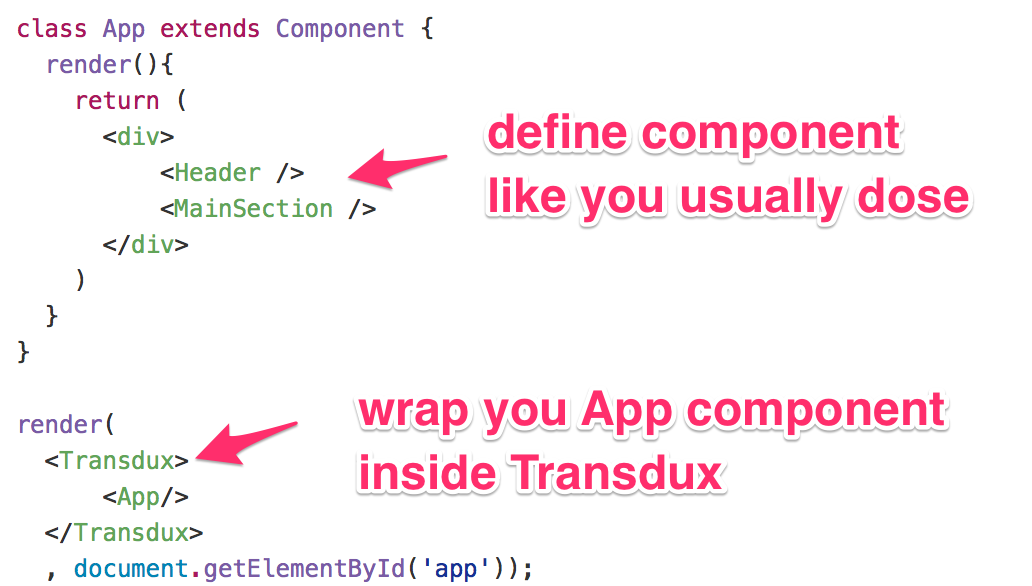 class App extends Component {
render(){
return (
<div>
<Header />
<MainSection />
</div>
)
}
}
define component
like you usually dose
render(
<Transdux>
<App/>
</Transdux>
, document.getElementById('app'));
wrap you App component
inside Transdux